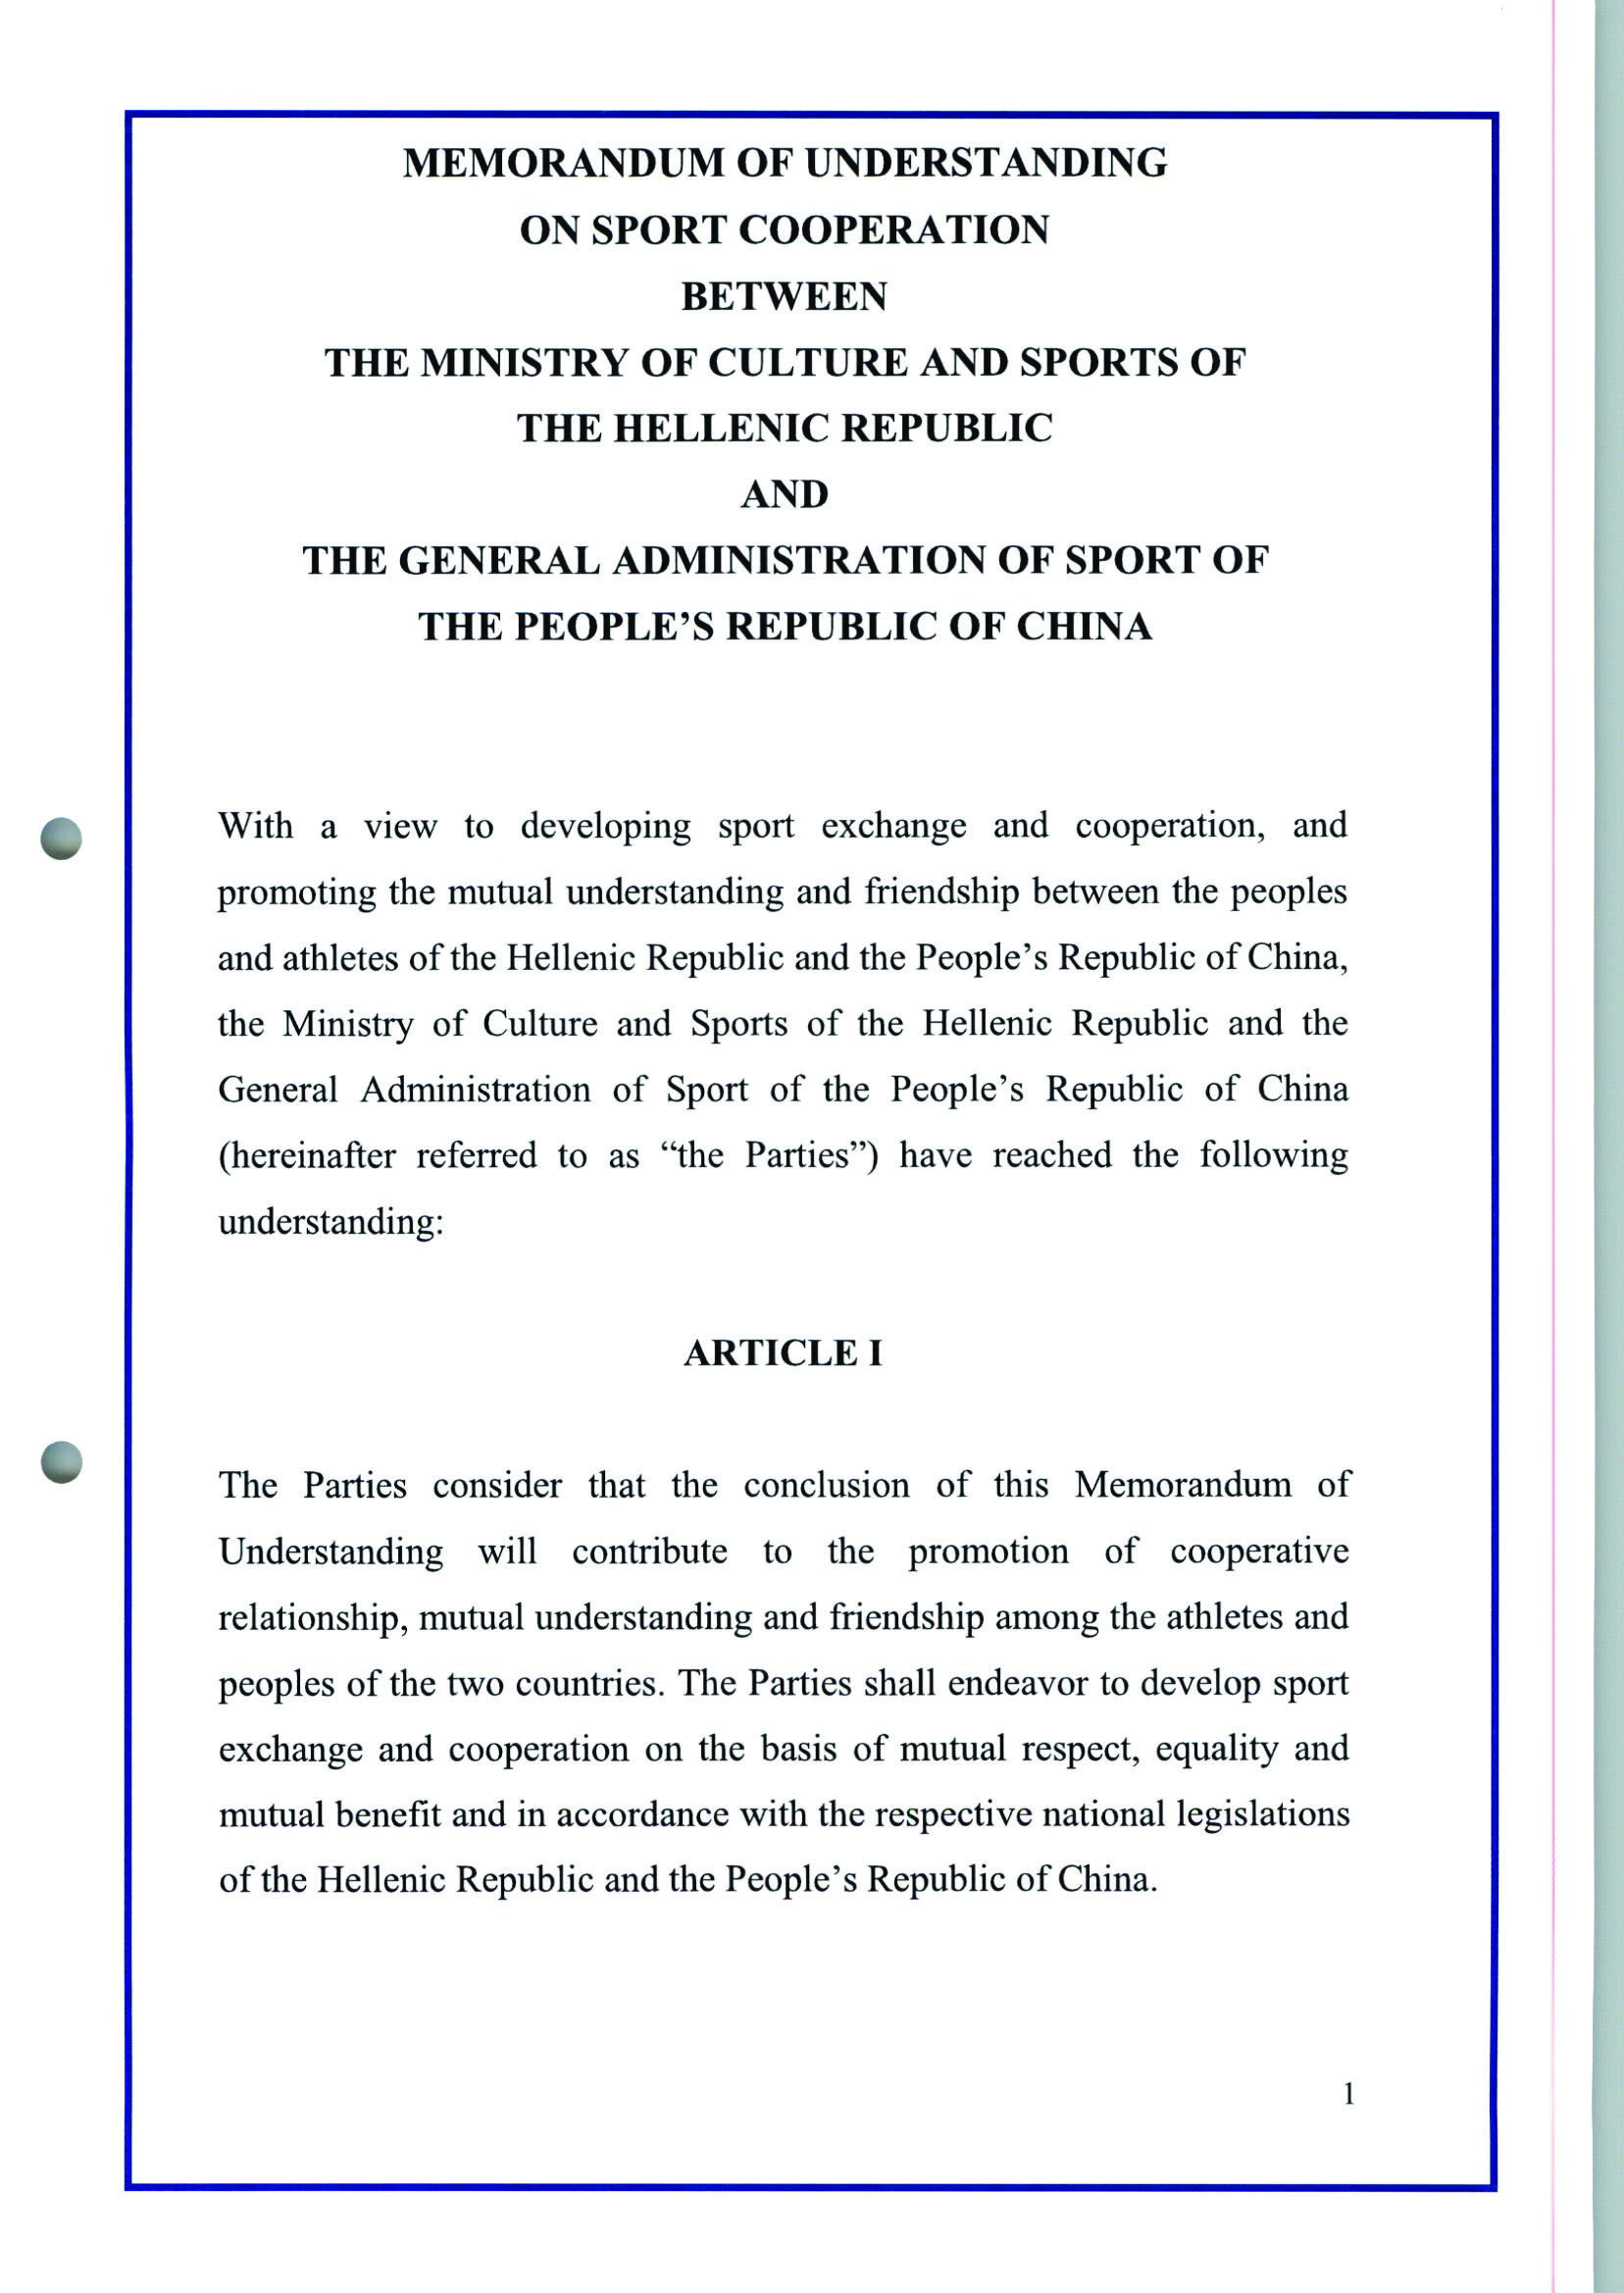 MEMORANDUM OF UNDERSTANDING
ON SPORT COOPERATION
BETWEEN
THE MINISTRY OF CULTURE AND SPORTS OF
THE HELLENIC REPUBLIC
AND
THE GENERAL ADMINISTRATION OF SPORT OF
THE PEOPLE’S REPUBLIC OF CHINA
With a view to developing sport exchange and cooperation, and
promoting the mutual understanding and friendship between the peoples
and athletes of the Hellenic Republic and the People’s Republic of China,
the Ministry of Culture and Sports of the Hellenic Republic and the
General Administration of Sport of the People’s Republic of China
(hereinafter referred to as “the Parties”) have reached the following
understanding:
ARTICLE I
The Parties consider that the conclusion of this Memorandum of
Understanding will contribute to the promotion of cooperative
relationship, mutual understanding and friendship among the athletes and
peoples of the two countries. The Parties shall endeavor to develop sport
exchange and cooperation on the basis of mutual respect, equality and
mutual benefit and in accordance with the respective national legislations
of the Hellenic Republic and the People’s Republic of China.
1